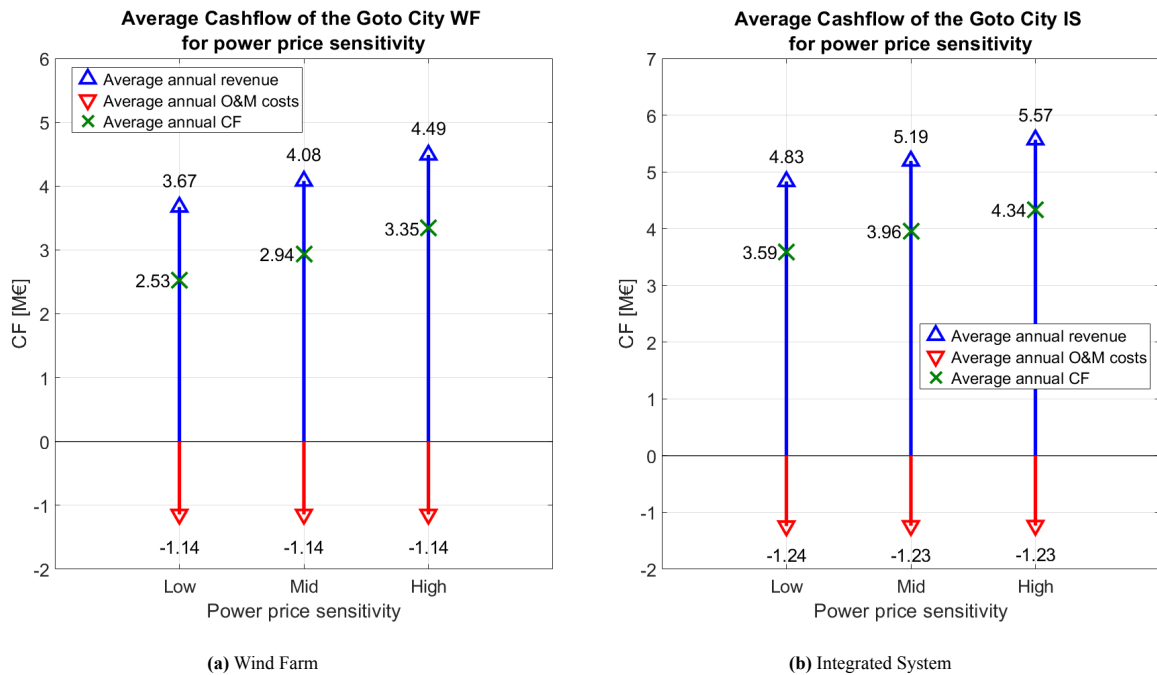 Average Cashflow of the Goto City WF
for power price sensitivity
6
5
4
3
2
1
0
-1
-2
CF [M€]
Average annual revenue
Average annual O&M costs
Average annual CF
3.67
4.08
4.49
2.53
2.94
3.35
-1.14
-1.14
-1.14
Low
Mid
High
Power price sensitivity
(a) Wind Farm
Average Cashflow of the Goto City IS
for power price sensitivity
7
6
5
4
3
2
1
0
-1
-2
CF [M€]
4.83
5.19
5.57
3.59
3.96
4.34
Average annual revenue
Average annual O&M costs
Average annual CF
-1.24
-1.23
-1.23
Low
Mid
High
Power price sensitivity
(b) Integrated System